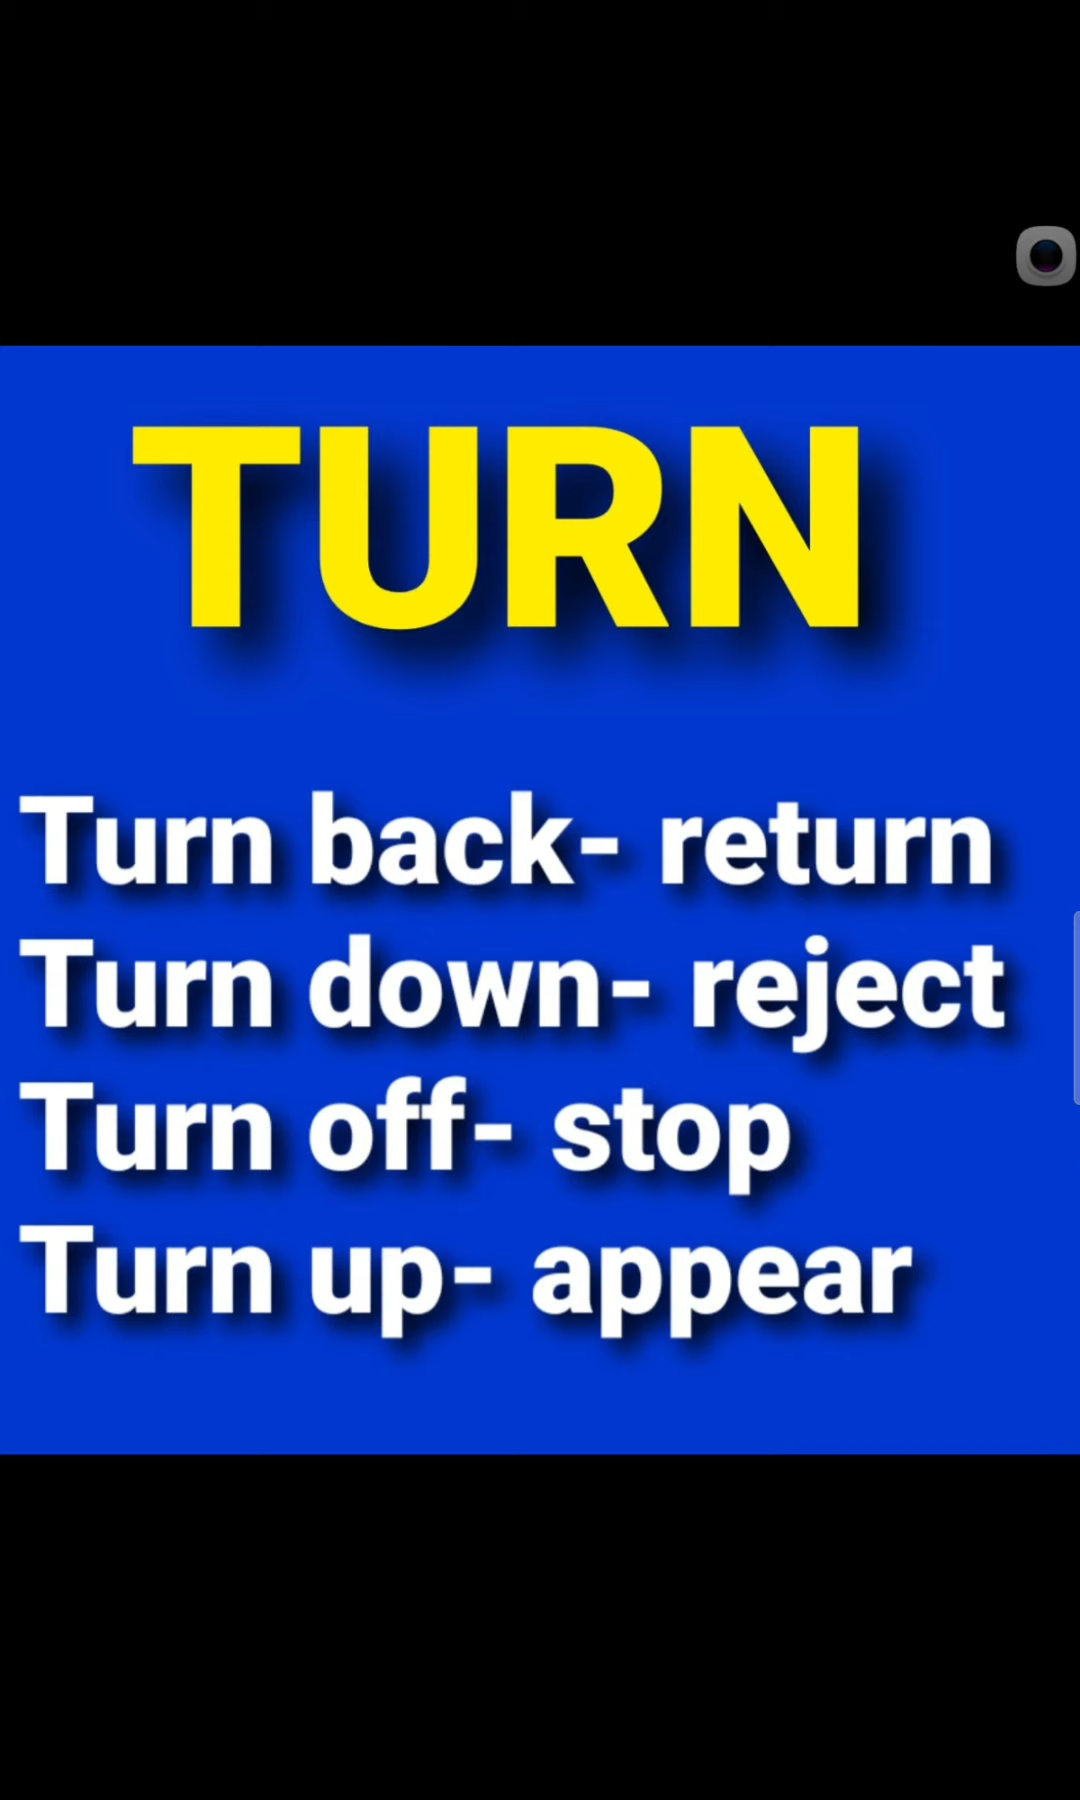 TURN
Turn back- return
Turn down- reject
Turn off- stop
Turn up- appear